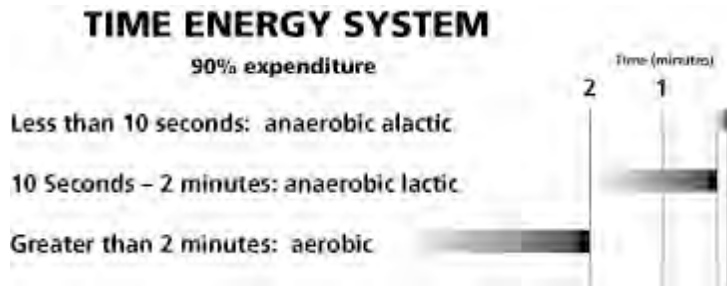 TIME ENERGY SYSTEM
90% expenditure
Time (minutes)
2 1
Less than 10 seconds: anaerobic alactic
10 Seconds – 2 minutes: anaerobic lactic
Greater than 2 minutes: aerobic